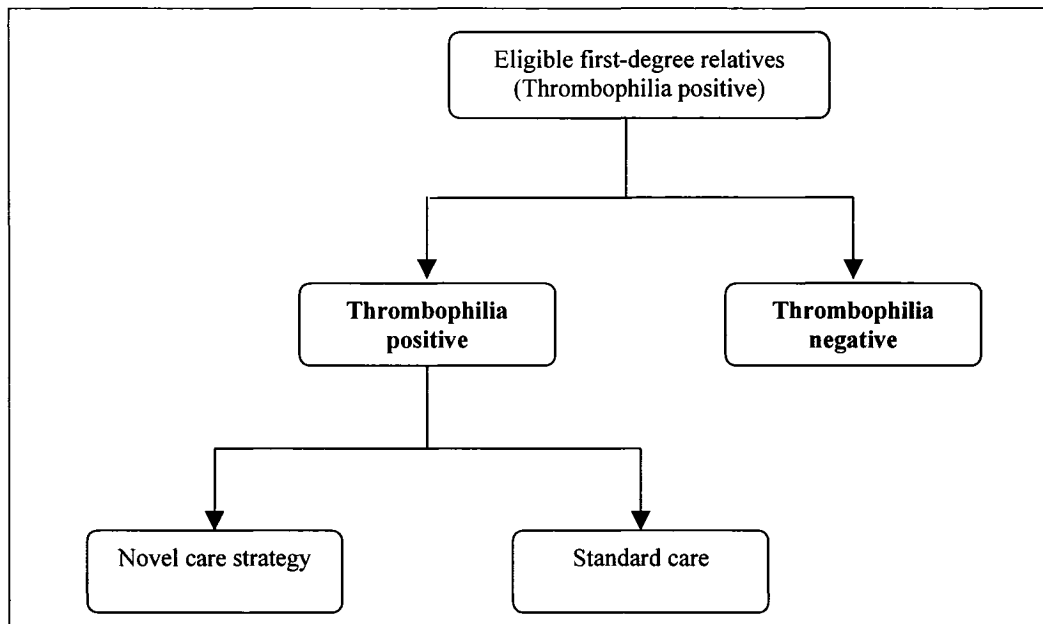 Eligible first-degree relatives
(Thrombophilia positive)
Thrombophilia
positive
Thrombophilia
negative
Novel care strategy
Standard care